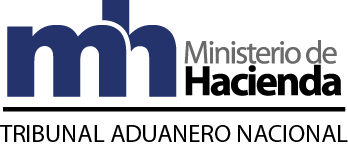 mh Ministerio de
Hacienda
TRIBUNAL ADUANERO NACIONAL